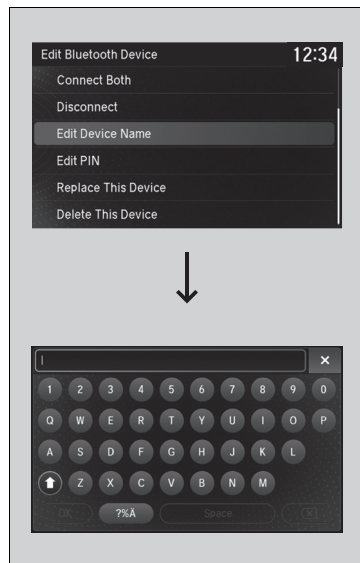 Edit Bluetooth Device 12:34
Connect Both
Disconnect
Edit Device Name
Edit PIN
Replace This Device
Delete This Device
1 2 3 4 5 6 7 8 9 0
Q W E R T Y U I O P
A S D F G H J K L
Z X C V B N M
OK ?%Ä Space